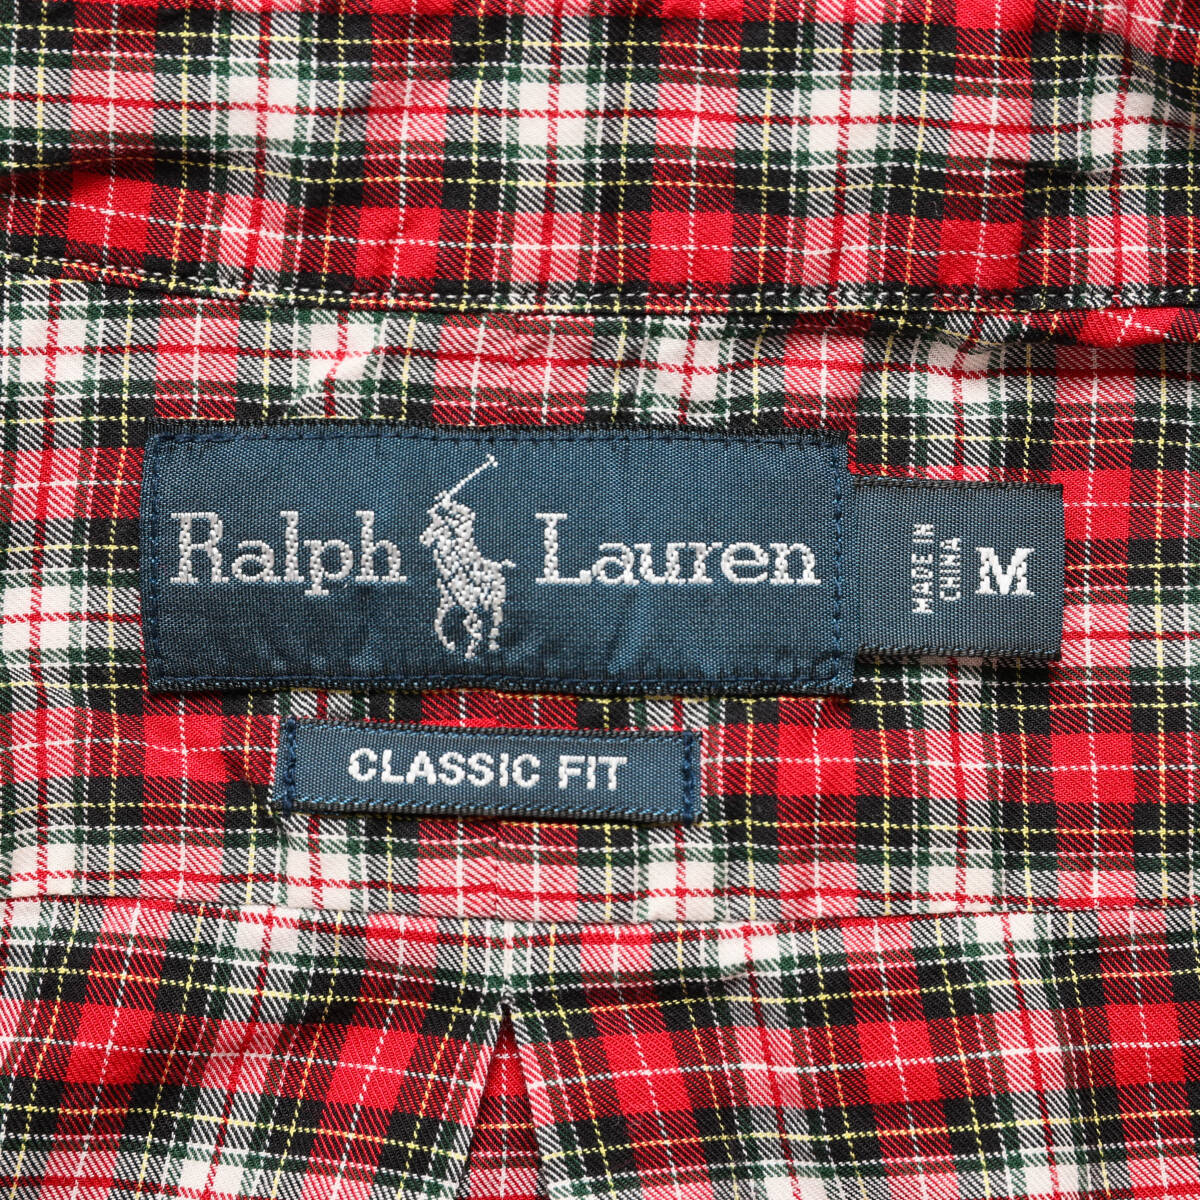 Ralph Lauren
MADE IN
CHINA
M
CLASSIC FIT